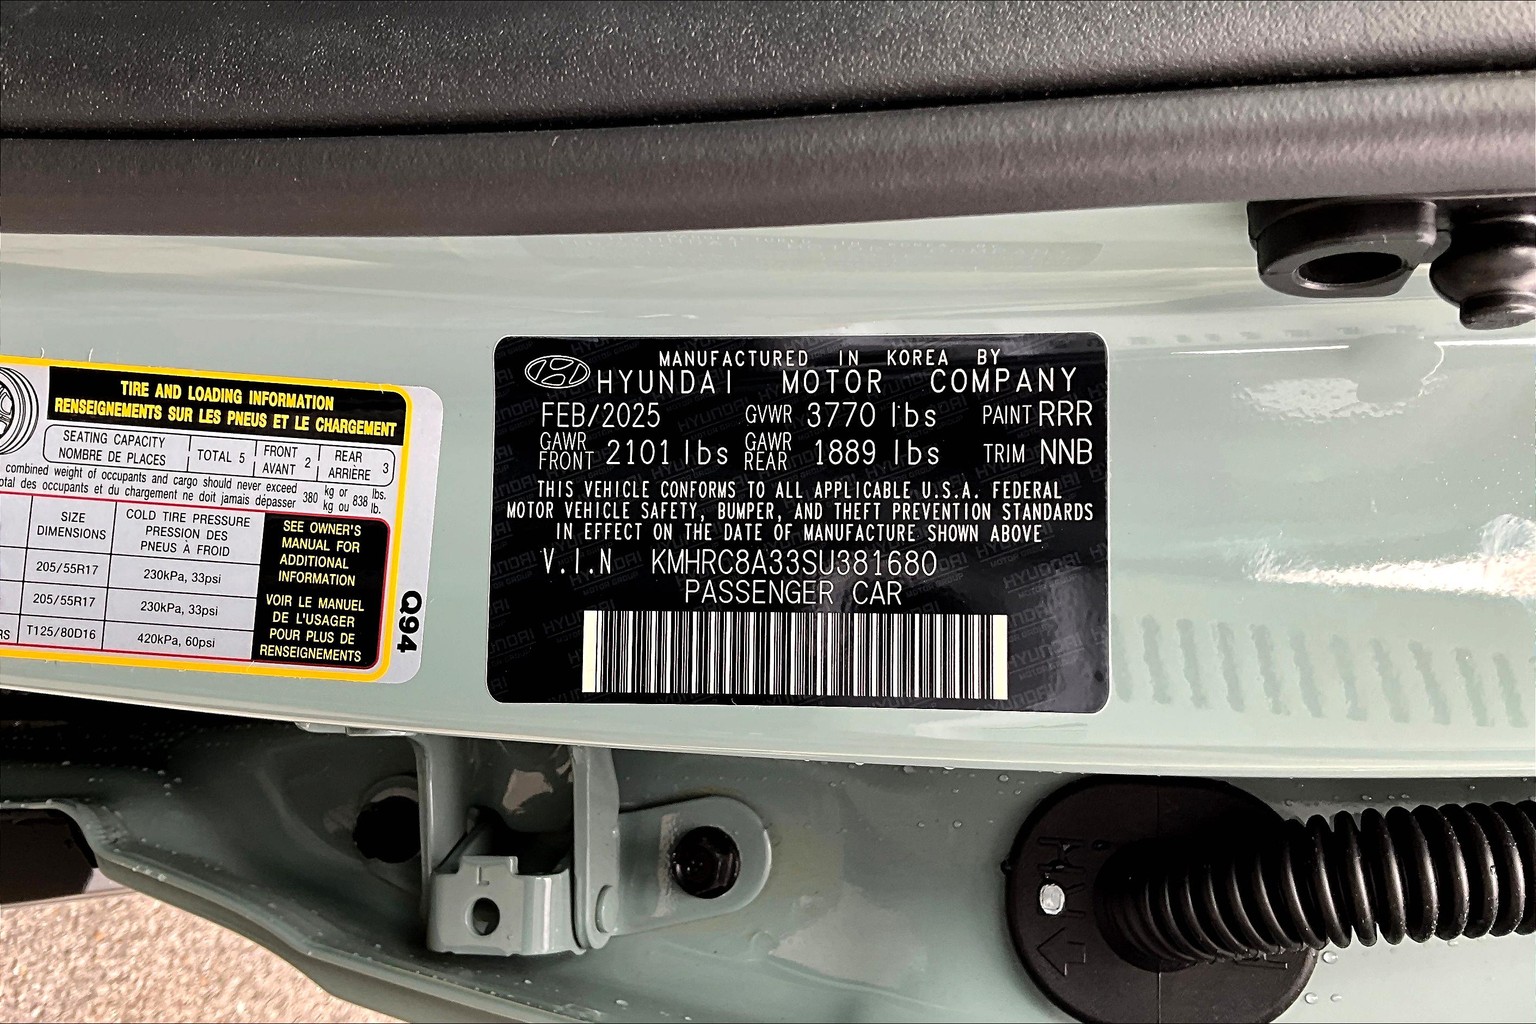 TIRE AND LOADING INFORMATION
RENSEIGNEMENTS SUR LES PNEUS ET LE CHARGEMENT
SEATING CAPACITY
NOMBRE DE PLACES
TOTAL 5
FRONT
AVANT 2
REAR
ARRIÈRE 3
combined weight of occupants and cargo should never exceed 380 kg or 838 lbs.
des occupants et du chargement ne doit jamais dépasser kg ou lb.
SIZE
DIMENSIONS
COLD TIRE PRESSURE
PRESSION DES
PNEUS À FROID
205/55R17 230kPa, 33psi
205/55R17 230kPa, 33psi
T125/80D16 420kPa, 60psi
SEE OWNER'S
MANUAL FOR
ADDITIONAL
INFORMATION
VOIR LE MANUEL
DE L'USAGER
POUR PLUS DE
RENSEIGNEMENTS
Q94
MANUFACTURED IN KOREA BY
HYUNDAI MOTOR COMPANY
FEB/2025 GVWR 3770 lbs PAINT RRR
GAWR FRONT 2101 lbs GAWR REAR 1889 lbs TRIM NNB
THIS VEHICLE CONFORMS TO ALL APPLICABLE U.S.A. FEDERAL
MOTOR VEHICLE SAFETY, BUMPER, AND THEFT PREVENTION STANDARDS
IN EFFECT ON THE DATE OF MANUFACTURE SHOWN ABOVE
V.I.N KMHRC8A33SU381680
PASSENGER CAR